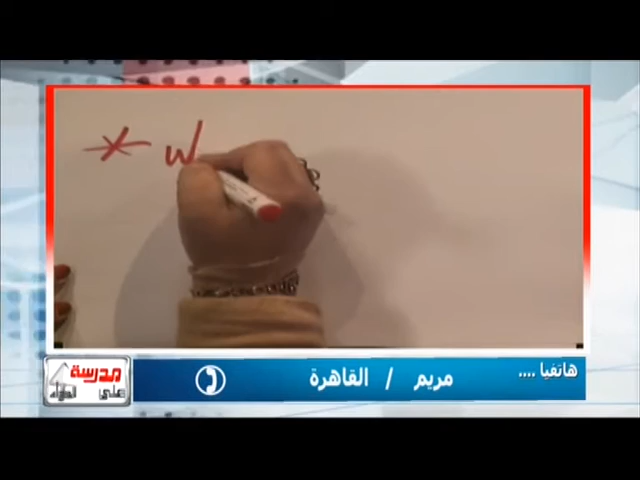 * w
هاتفيا ....
مريم / القاهرة
مدرسة
على الهواء